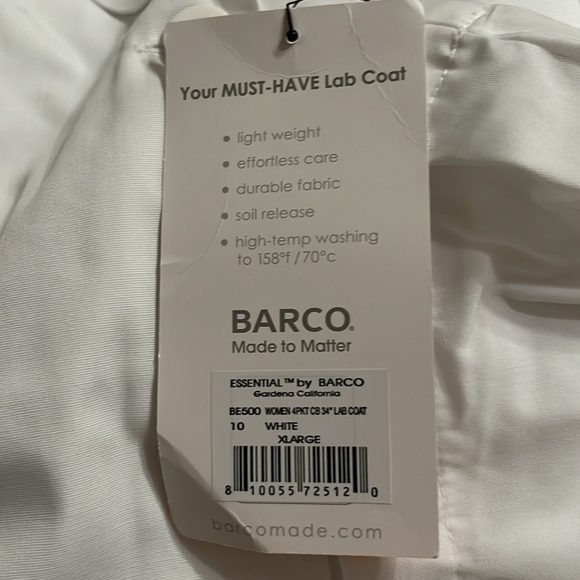 Your MUST-HAVE Lab Coat
• light weight
• effortless care
• durable fabric
• soil release
• high-temp washing
to 158°f / 70°c
BARCO®
Made to Matter
ESSENTIAL™ by BARCO
Gardena California
BE500 WOMEN 4PKT CB 34" LAB COAT
10 WHITE
XLARGE
8 10055 72512 0
barcomade.com